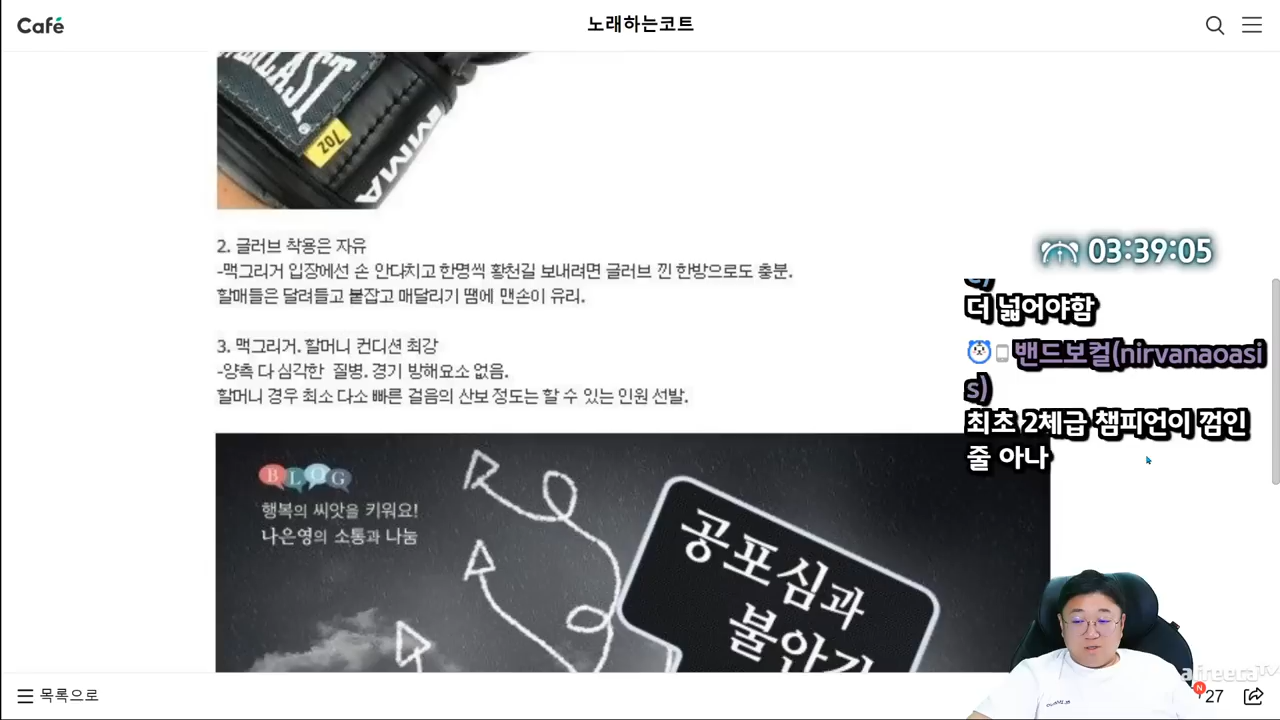 Café
노래하는코트
EVERLAST
7oz
MMA
2. 글러브 착용은 자유
-맥그리거 입장에선 손 안다치고 한명씩 황천길 보내려면 글러브 낀 한방으로도 충분.
할매들은 달려들고 붙잡고 매달리기 땜에 맨손이 유리.
03:39:05
더 넓어야함
밴드보컬(nirvanaoasi
s)
최초 2체급 챔피언이 껌인
줄 아나
3. 맥그리거. 할머니 컨디션 최강
-양측 다 심각한 질병. 경기 방해요소 없음.
할머니 경우 최소 다소 빠른 걸음의 산보 정도는 할 수 있는 인원 선발.
BLOG
행복의 씨앗을 키워요!
나은영의 소통과 나눔
공포심과
afreecaTV
목록으로
N
27